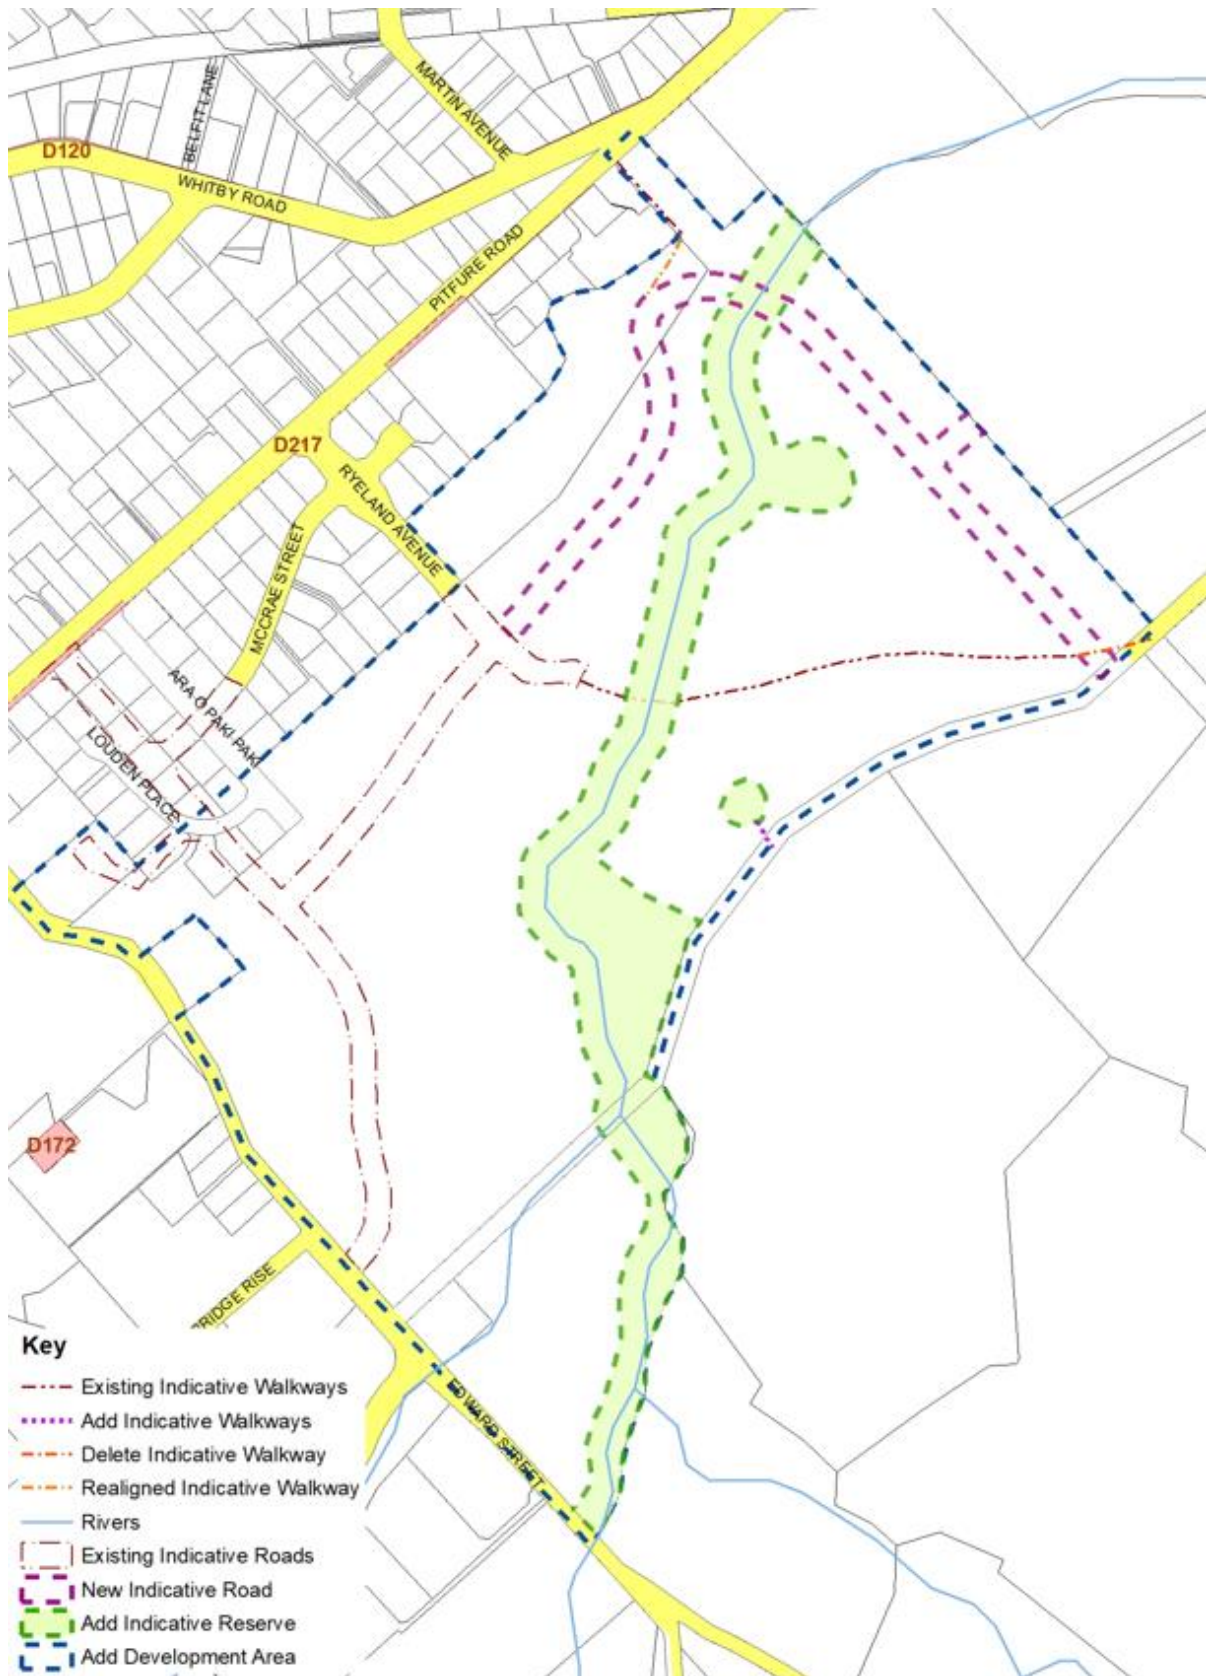 MARTIN AVENUE
BELFIT LANE
D120
WHITBY ROAD
PITFURE ROAD
D217
RYELAND AVENUE
MCCRAE STREET
ARA O PAKI PAKI
LOUDEN PLACE
D172
BRIDGE RISE
EDWARD STREET
Key
Existing Indicative Walkways
Add Indicative Walkways
Delete Indicative Walkway
Realigned Indicative Walkway
Rivers
Existing Indicative Roads
New Indicative Road
Add Indicative Reserve
Add Development Area